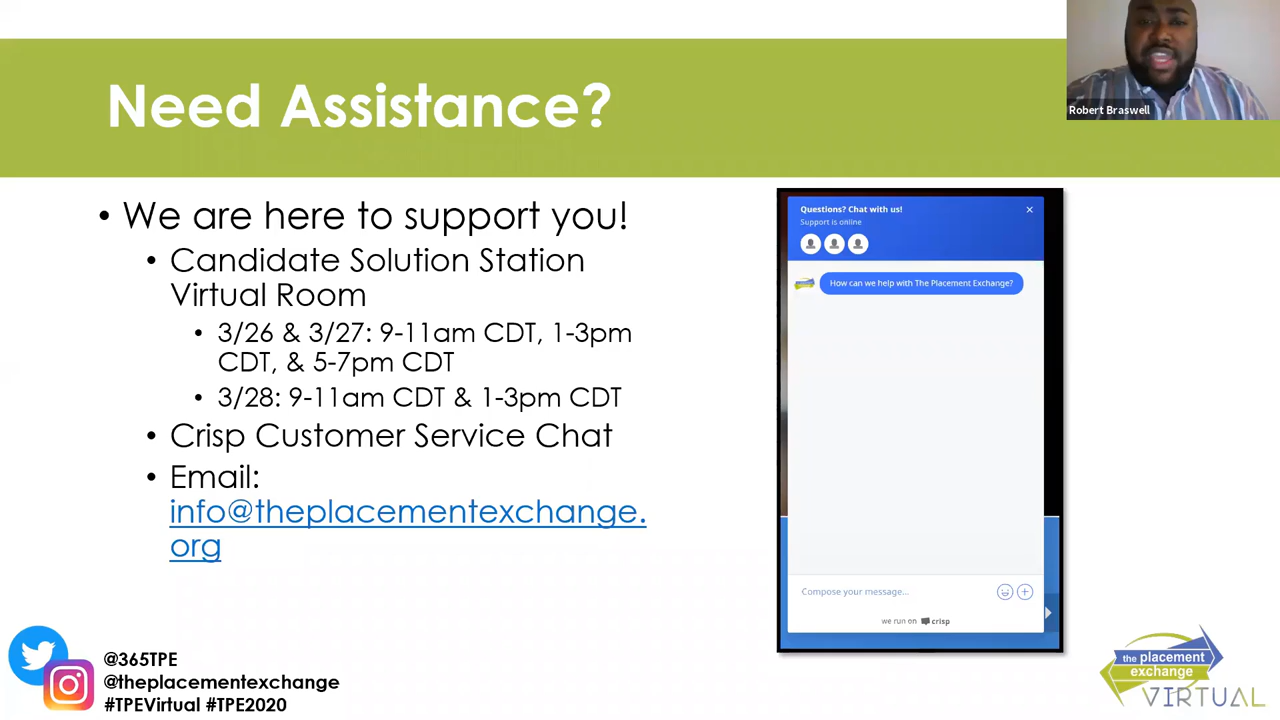 Need Assistance?
Robert Braswell
• We are here to support you!
• Candidate Solution Station
Virtual Room
• 3/26 & 3/27: 9-11am CDT, 1-3pm
CDT, & 5-7pm CDT
• 3/28: 9-11am CDT & 1-3pm CDT
• Crisp Customer Service Chat
• Email:
info@theplacementexchange.
org
Questions? Chat with us!
Support is online
How can we help with The Placement Exchange?
Compose your message...
we run on crisp
@365TPE
@theplacementexchange
#TPEVirtual #TPE2020
the placement
exchange
VIRTUAL